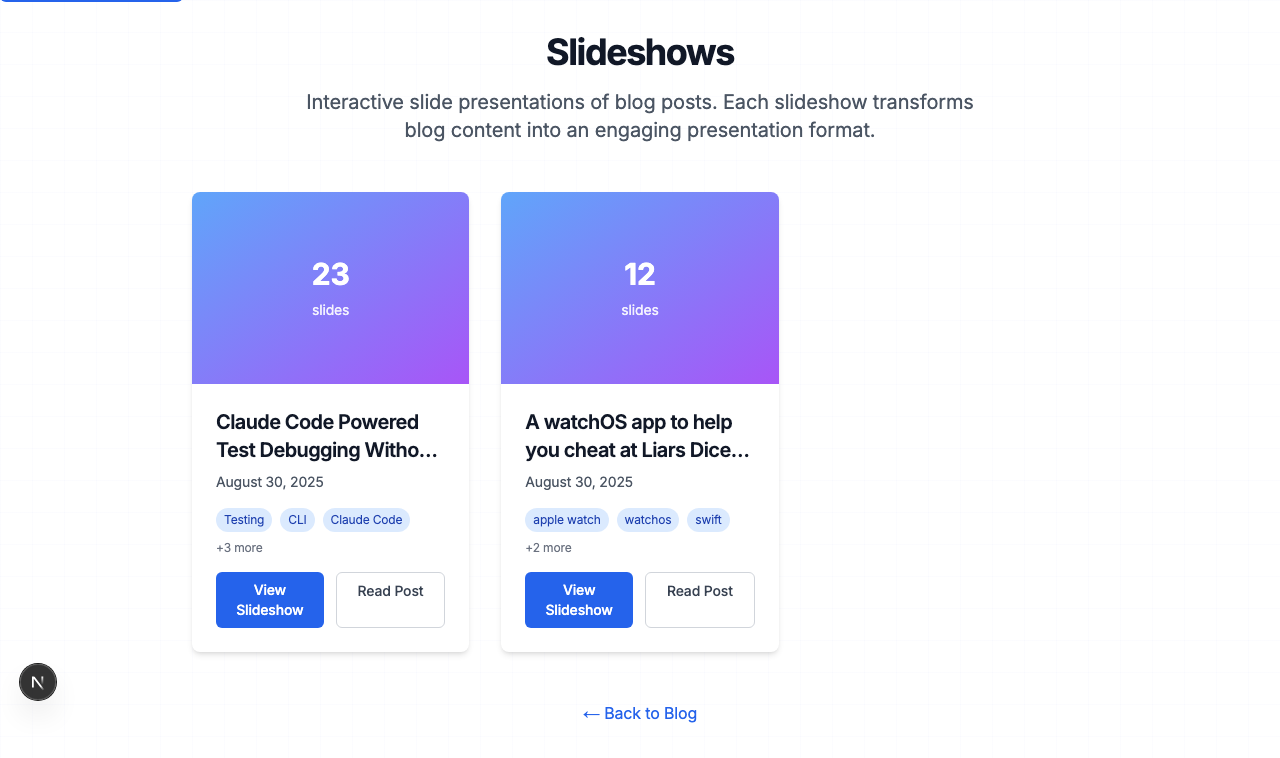 Slideshows
Interactive slide presentations of blog posts. Each slideshow transforms
blog content into an engaging presentation format.
23
slides
12
slides
Claude Code Powered
Test Debugging Witho...
August 30, 2025
Testing CLI Claude Code
+3 more
View
Slideshow
Read Post
A watchOS app to help
you cheat at Liars Dice...
August 30, 2025
apple watch watchos swift
+2 more
View
Slideshow
Read Post
N
← Back to Blog